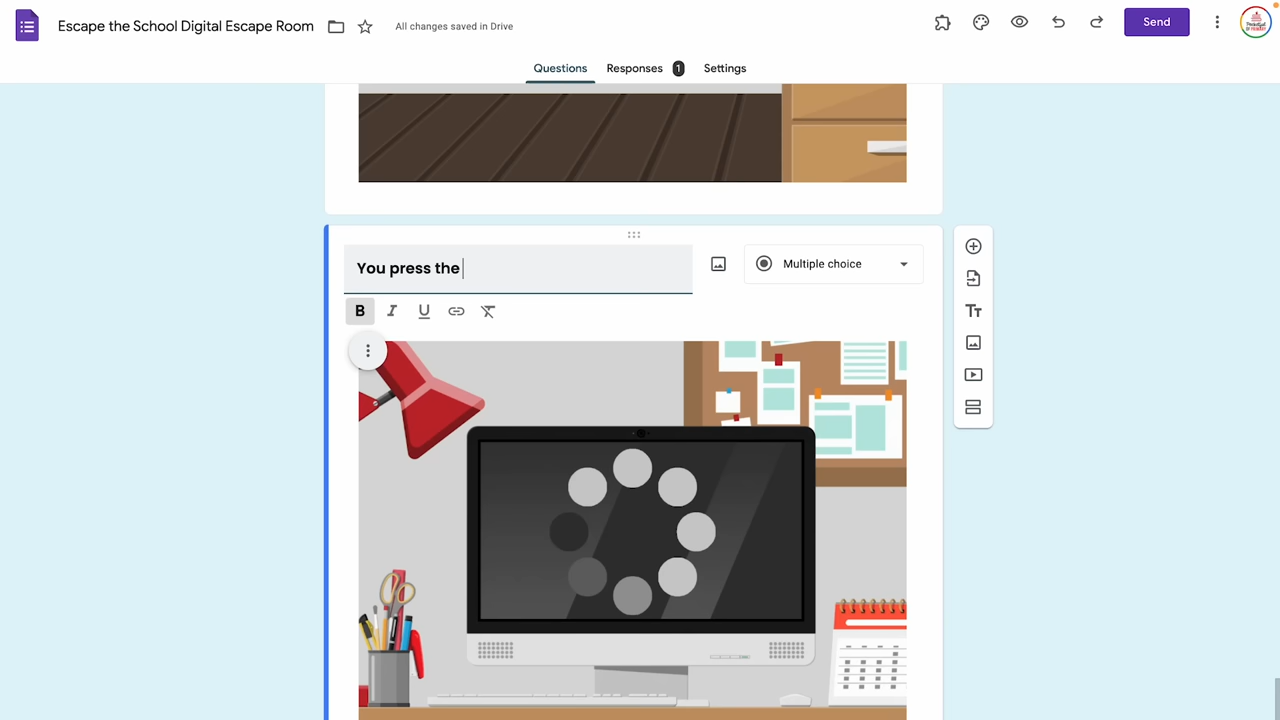 Escape the School Digital Escape Room
All changes saved in Drive
Send
Questions
Responses 1
Settings
You press the
Multiple choice
B I U
Tt